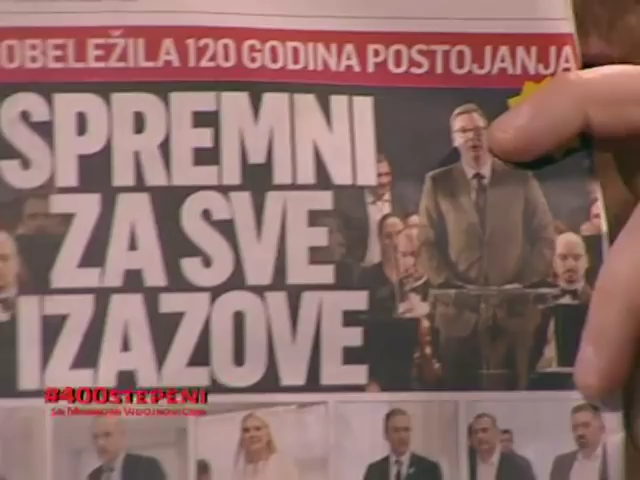 OBELEŽILA 120 GODINA POSTOJANJA
SPREMNI
ZA SVE
IZAZOVE
#400STEPENI